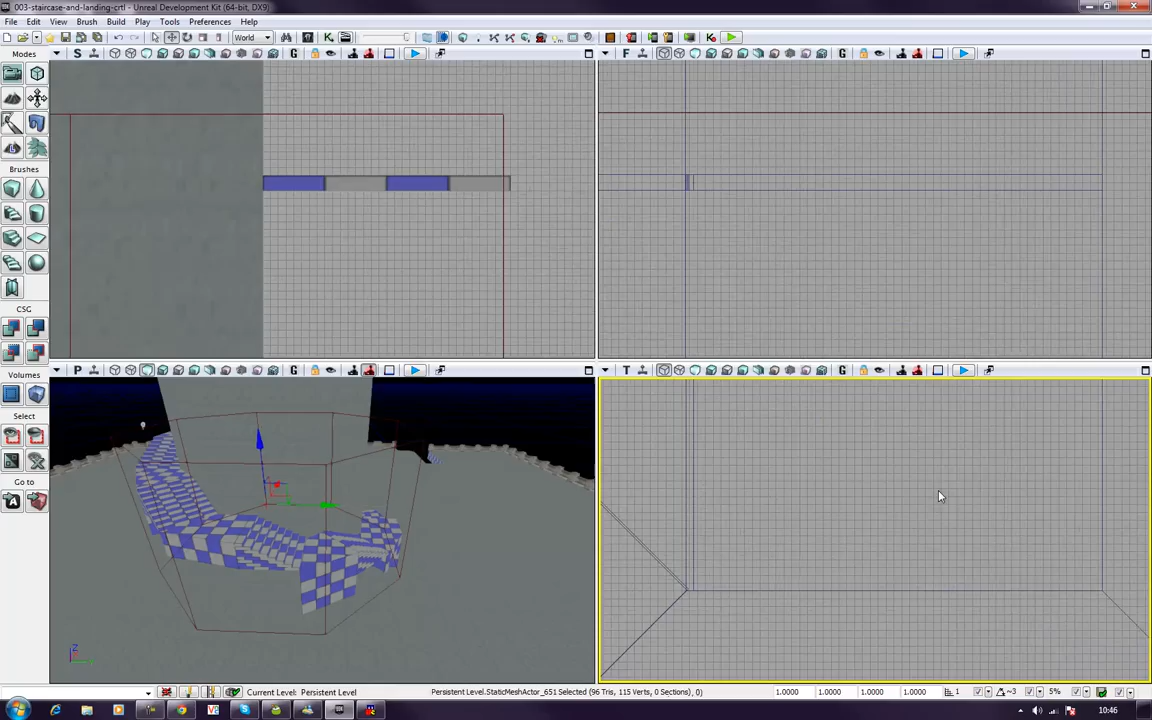 003-staircase-and-landing-crtl - Unreal Development Kit (64-bit, DX9)
File Edit View Brush Build Play Tools Preferences Help
Modes
World
S G
F G
Brushes
CSG
P G
T G
Volumes
Select
Go to
Z
Current Level: Persistent Level
Persistent Level.StaticMeshActor_651 Selected (96 Tris, 115 Verts, 0 Sections), 0)
1.0000 1.0000 1.0000 1.0000
1 ~3 5%
10:46